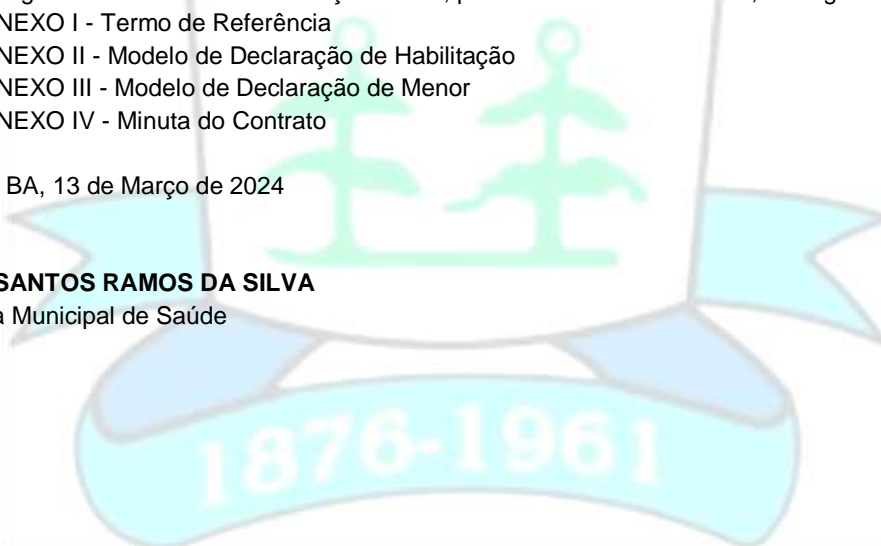 NEXO I - Termo de Referência
NEXO II - Modelo de Declaração de Habilitação
NEXO III - Modelo de Declaração de Menor
NEXO IV - Minuta do Contrato
BA, 13 de Março de 2024
SANTOS RAMOS DA SILVA
a Municipal de Saúde
1876-1961